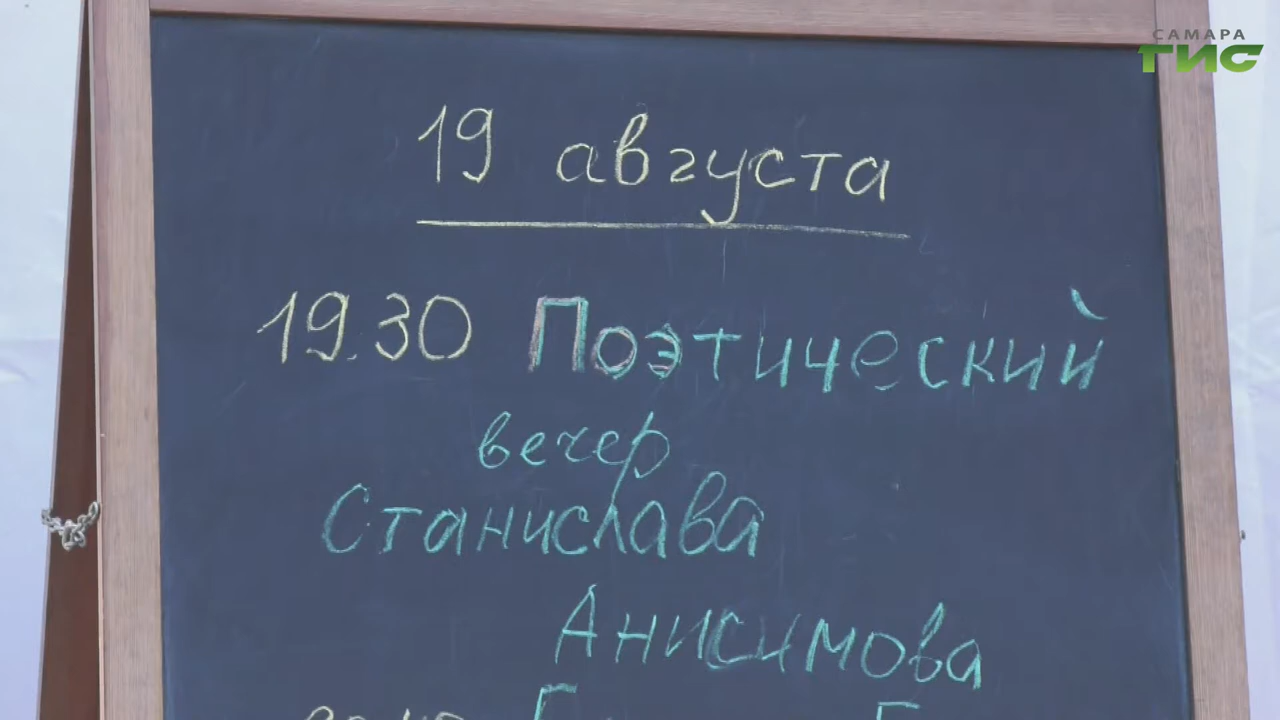 САМАРА
ГИС
19 августа
19.30 Поэтический
вечер
Станислава
Анисимова